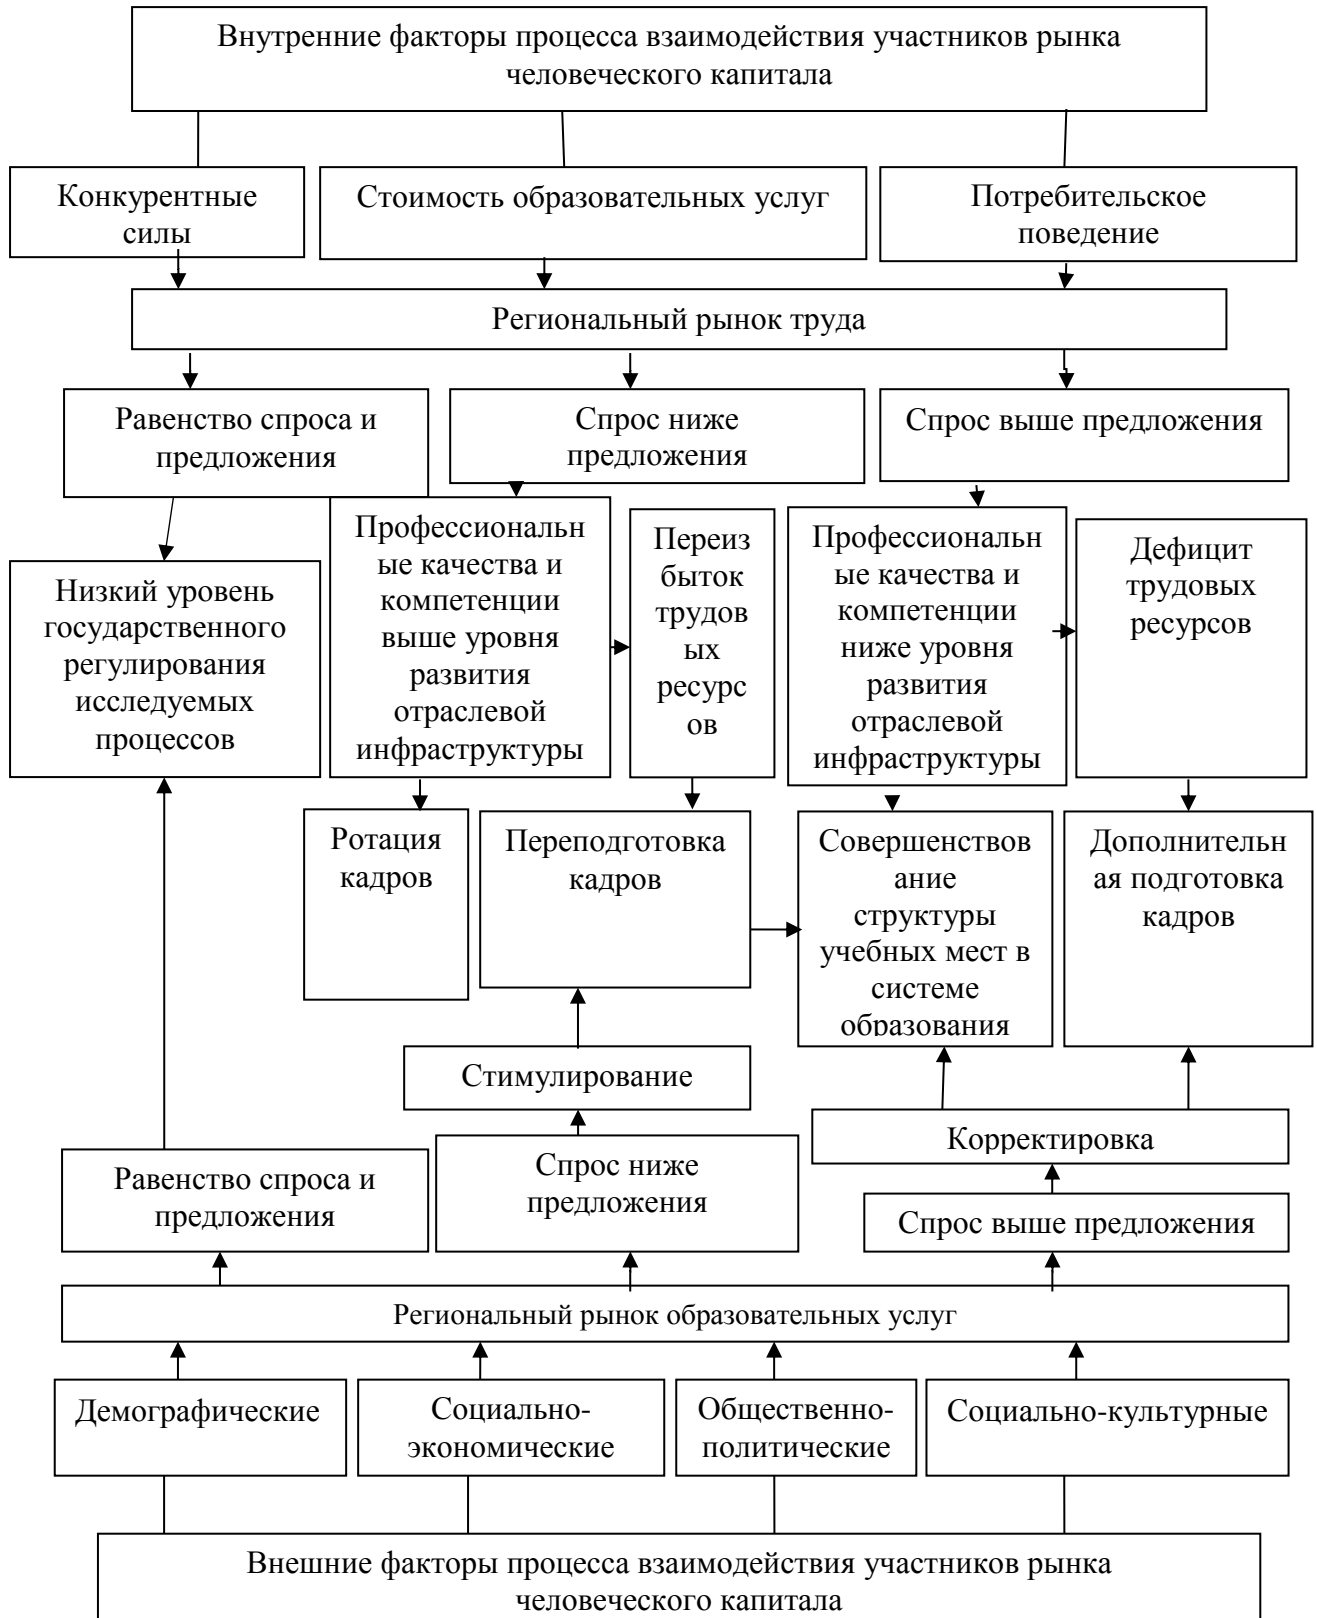 Внутренние факторы процесса взаимодействия участников рынка
человеческого капитала
Конкурентные
силы
Стоимость образовательных услуг
Потребительское
поведение
Региональный рынок труда
Равенство спроса и
предложения
Спрос ниже
предложения
Спрос выше предложения
Низкий уровень
государственного
регулирования
исследуемых
процессов
Профессиональн
ые качества и
компетенции
выше уровня
развития
отраслевой
инфраструктуры
Переиз
быток
трудов
ых
ресурс
ов
Профессиональн
ые качества и
компетенции
ниже уровня
развития
отраслевой
инфраструктуры
Дефицит
трудовых
ресурсов
Ротация
кадров
Переподготовка
кадров
Совершенствов
ание
структуры
учебных мест в
системе
образования
Дополнительн
ая подготовка
кадров
Стимулирование
Корректировка
Равенство спроса и
предложения
Спрос ниже
предложения
Спрос выше предложения
Региональный рынок образовательных услуг
Демографические
Социально-
экономические
Общественно-
политические
Социально-культурные
Внешние факторы процесса взаимодействия участников рынка
человеческого капитала